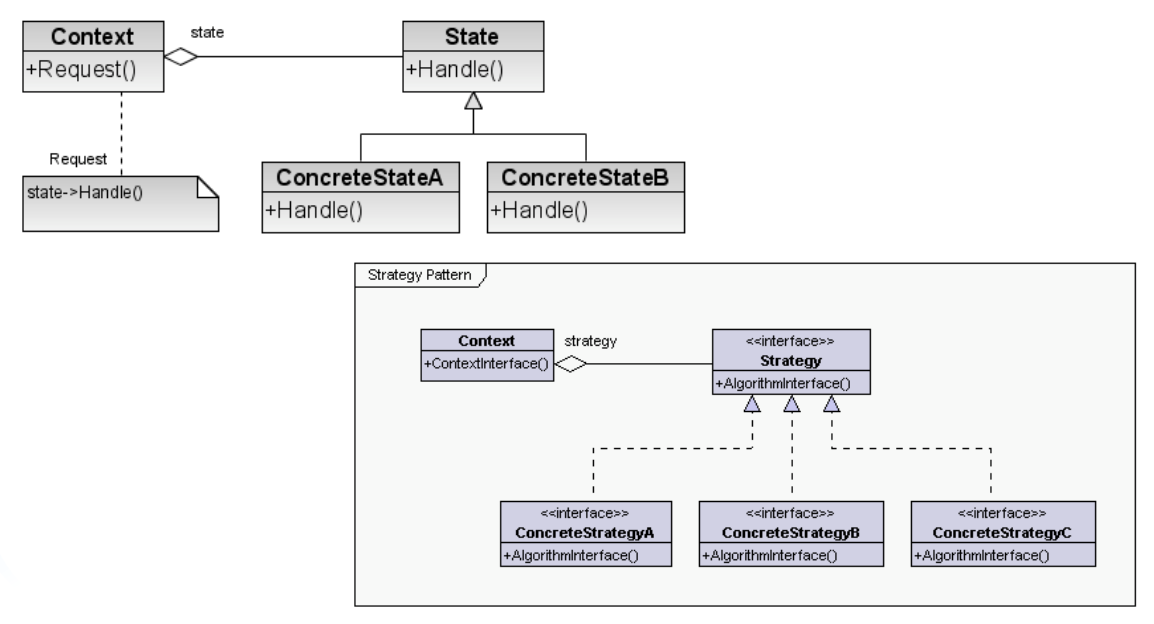 Context
+Request()
state
State
+Handle()
Request
state->Handle()
ConcreteStateA
+Handle()
ConcreteStateB
+Handle()
Strategy Pattern
Context
+ContextInterface()
strategy
<<interface>>
Strategy
+AlgorithmInterface()
<<interface>>
ConcreteStrategyA
+AlgorithmInterface()
<<interface>>
ConcreteStrategyB
+AlgorithmInterface()
<<interface>>
ConcreteStrategyC
+AlgorithmInterface()